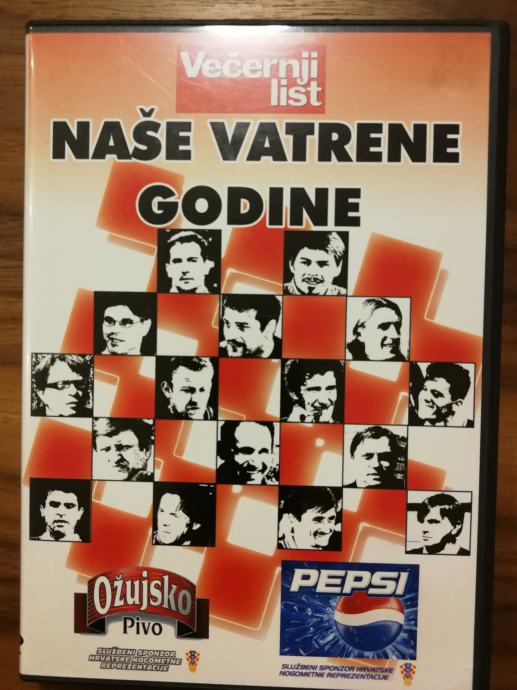 Večernji
list
NAŠE VATRENE
GODINE
Ožujsko
Pivo
SLUŽBENI SPONZOR
HRVATSKE NOGOMETNE
REPREZENTACIJE
PEPSI
SLUŽBENI SPONZOR HRVATSKE
NOGOMETNE REPREZENTACIJE